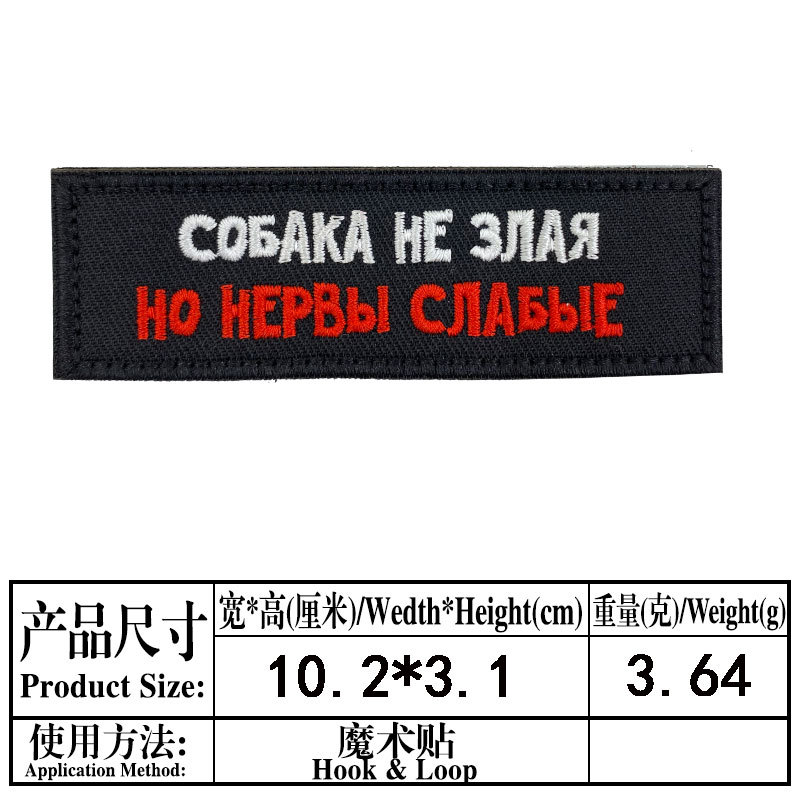 СОБАКА НЕ ЗЛАЯ
НО НЕРВЫ СЛАБЫЕ
产品尺寸
Product Size:
宽*高(厘米)/Wedth*Height(cm)
重量(克)/Weight(g)
10.2*3.1
3.64
使用方法:
Application Method:
魔术贴
Hook & Loop